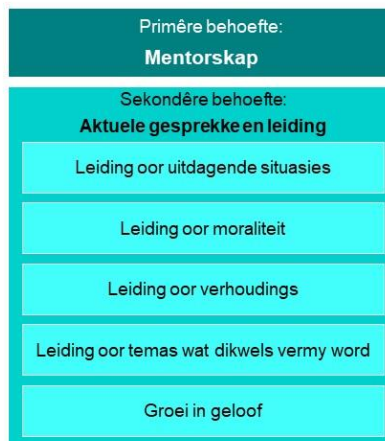 Primêre behoefte:
Mentorskap
Sekondêre behoefte:
Aktuele gesprekke en leiding
Leiding oor uitdagende situasies
Leiding oor moraliteit
Leiding oor verhoudings
Leiding oor temas wat dikwels vermy word
Groei in geloof